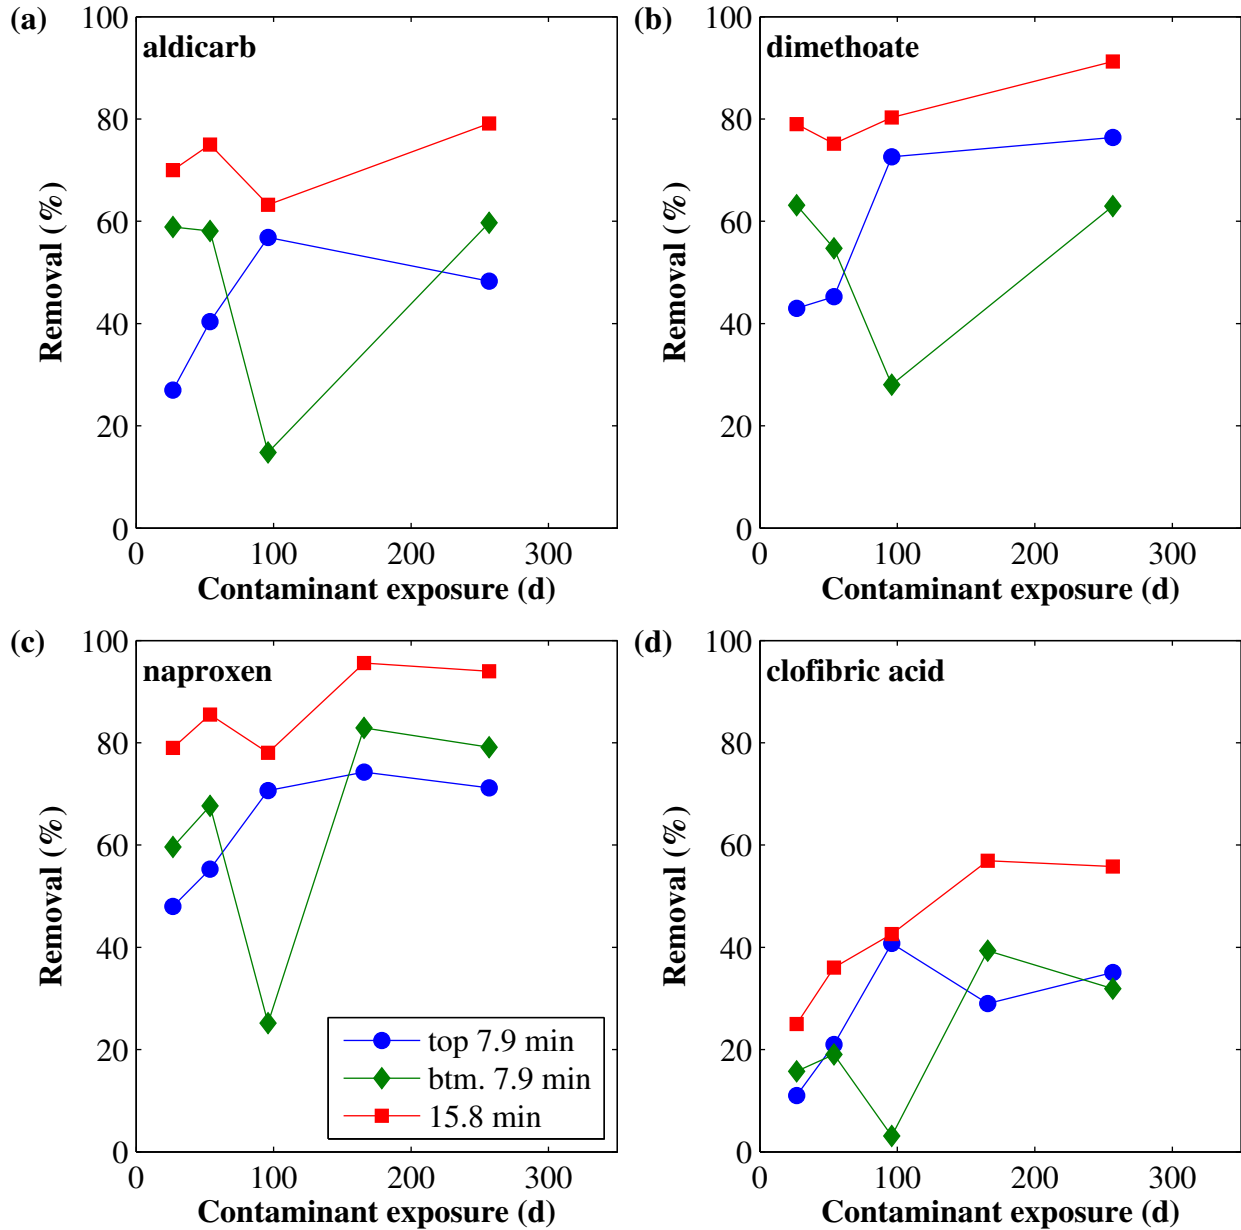 (a)
aldicarb
100
80
60
40
20
0
Removal (%)
0 100 200 300
Contaminant exposure (d)
(b)
dimethoate
100
80
60
40
20
0
Removal (%)
0 100 200 300
Contaminant exposure (d)
(c)
naproxen
100
80
60
40
20
0
Removal (%)
top 7.9 min
btm. 7.9 min
15.8 min
0 100 200 300
Contaminant exposure (d)
(d)
clofibric acid
100
80
60
40
20
0
Removal (%)
0 100 200 300
Contaminant exposure (d)